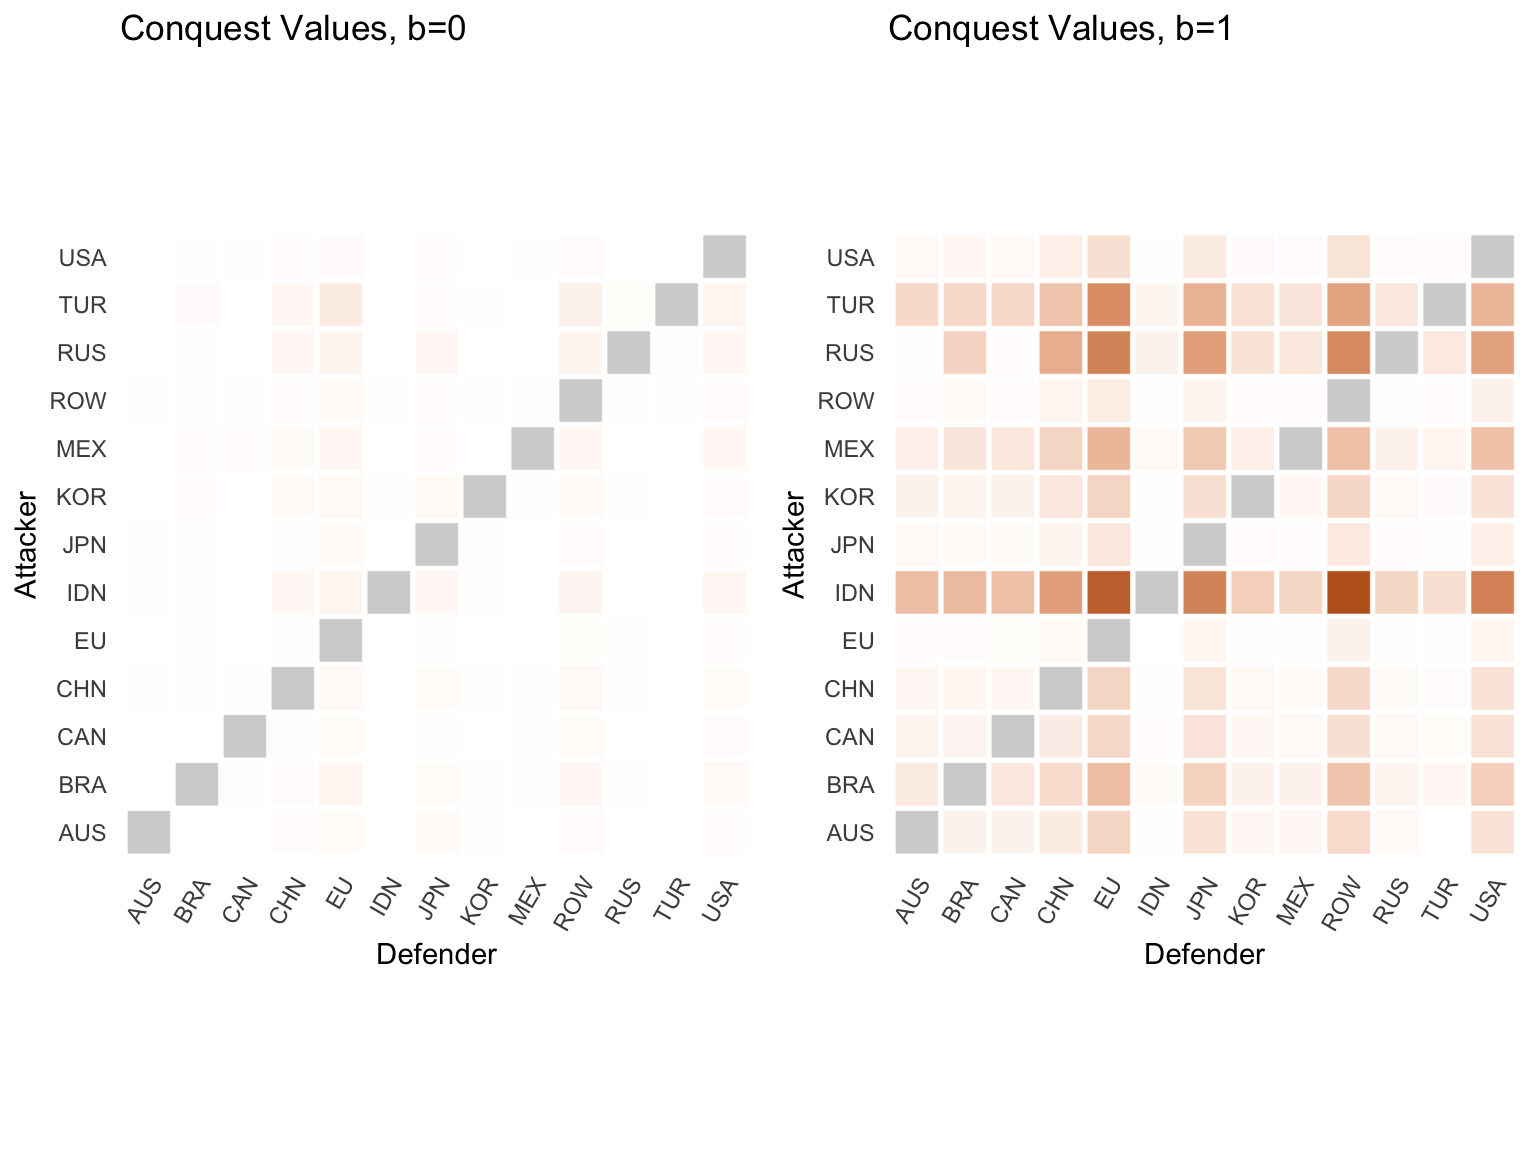 Conquest Values, b=0
Attacker
USA
TUR
RUS
ROW
MEX
KOR
JPN
IDN
EU
CHN
CAN
BRA
AUS
AUS BRA CAN CHN EU IDN JPN KOR MEX ROW RUS TUR USA
Defender
Conquest Values, b=1
Attacker
USA
TUR
RUS
ROW
MEX
KOR
JPN
IDN
EU
CHN
CAN
BRA
AUS
AUS BRA CAN CHN EU IDN JPN KOR MEX ROW RUS TUR USA
Defender